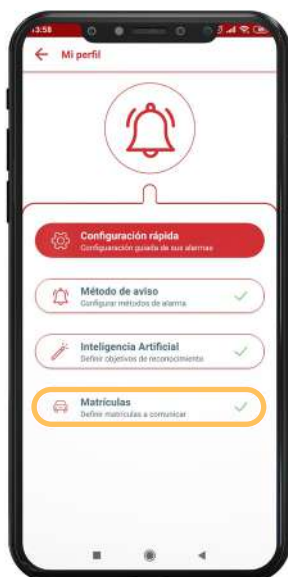 13:58
Mi perfil
Configuración rápida
Configuaración guiada de sus alarmas
Método de aviso
Configurar métodos de alarma
Inteligencia Artificial
Definir objetivos de reconocimiento
Matrículas
Definir matrículas a comunicar